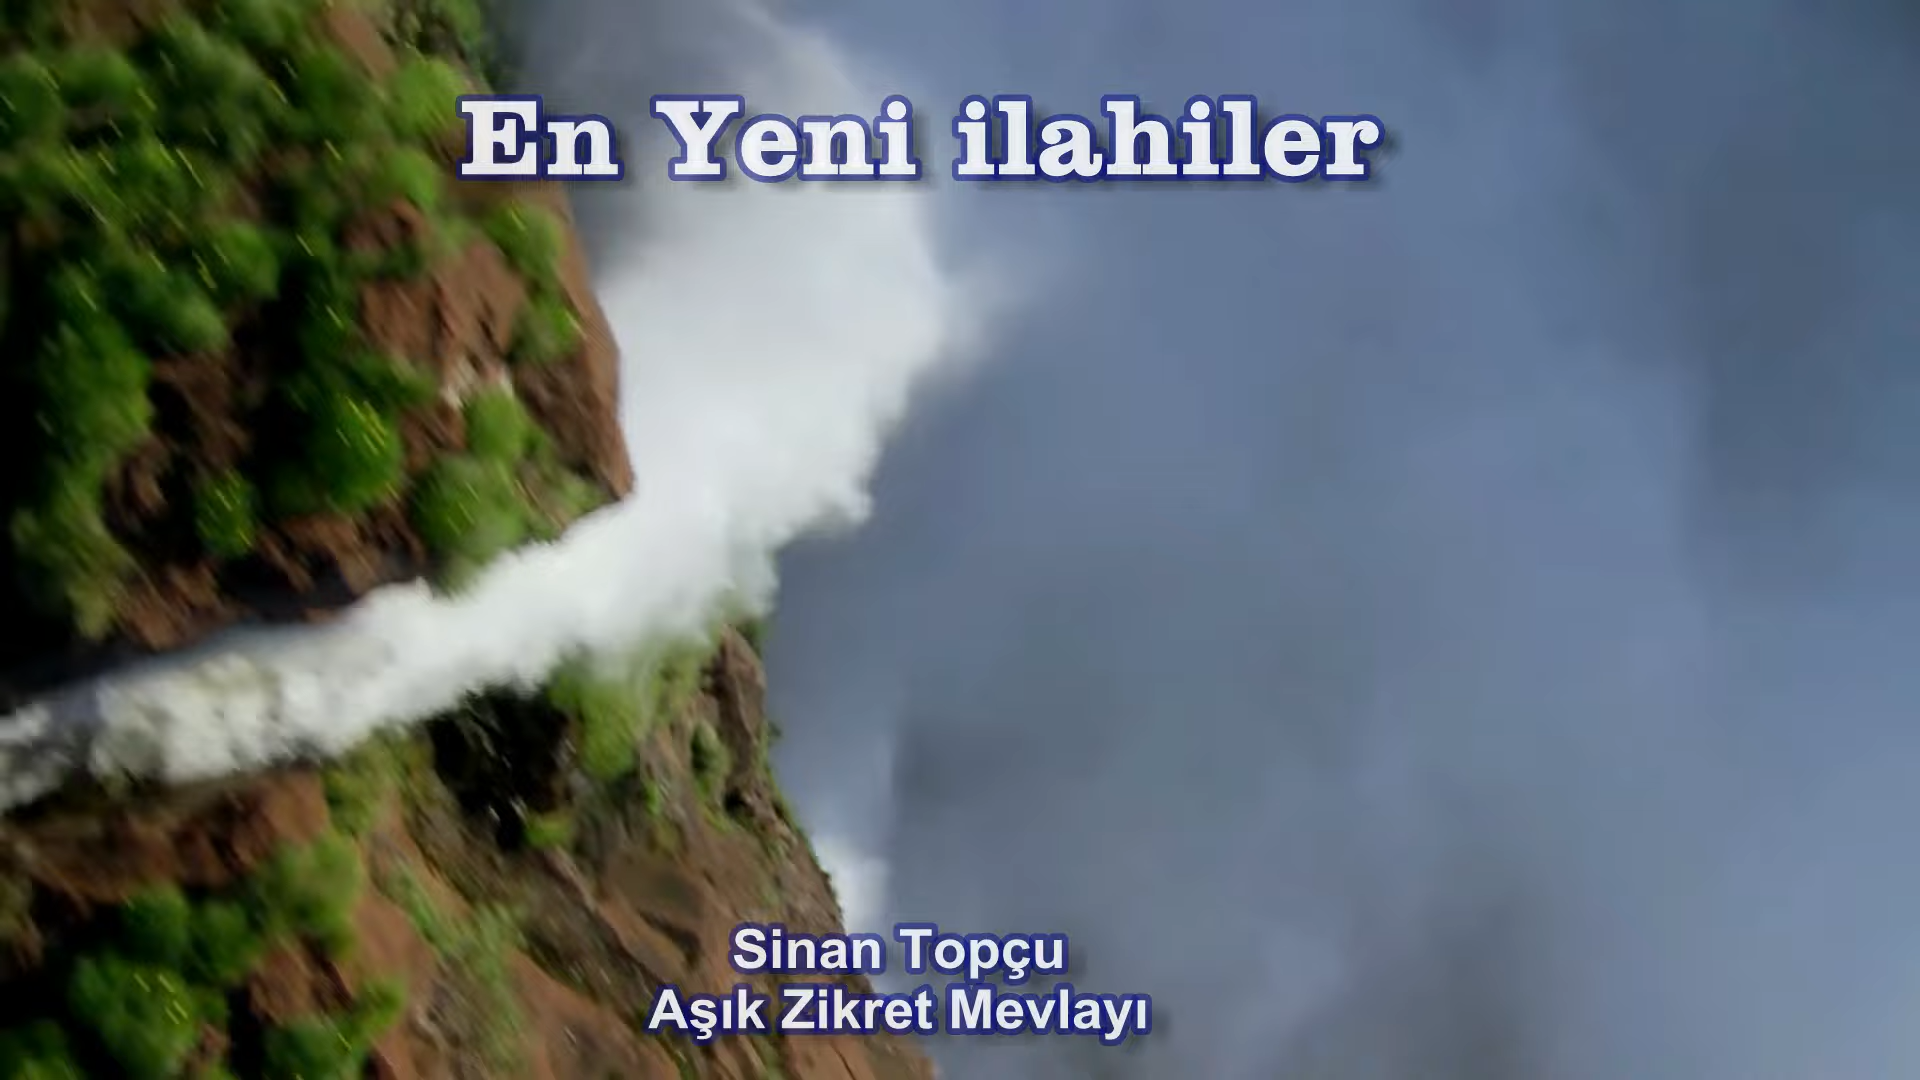 En Yeni ilahiler
Sinan Topçu
Aşık Zikret Mevlayı